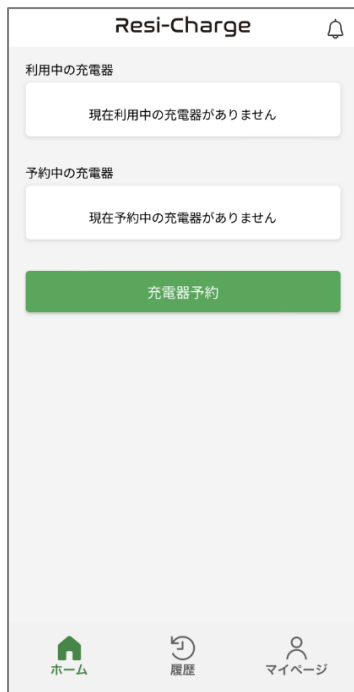 Resi-Charge
利用中の充電器
現在利用中の充電器がありません
予約中の充電器
現在予約中の充電器がありません
充電器予約
ホーム
履歴
マイページ